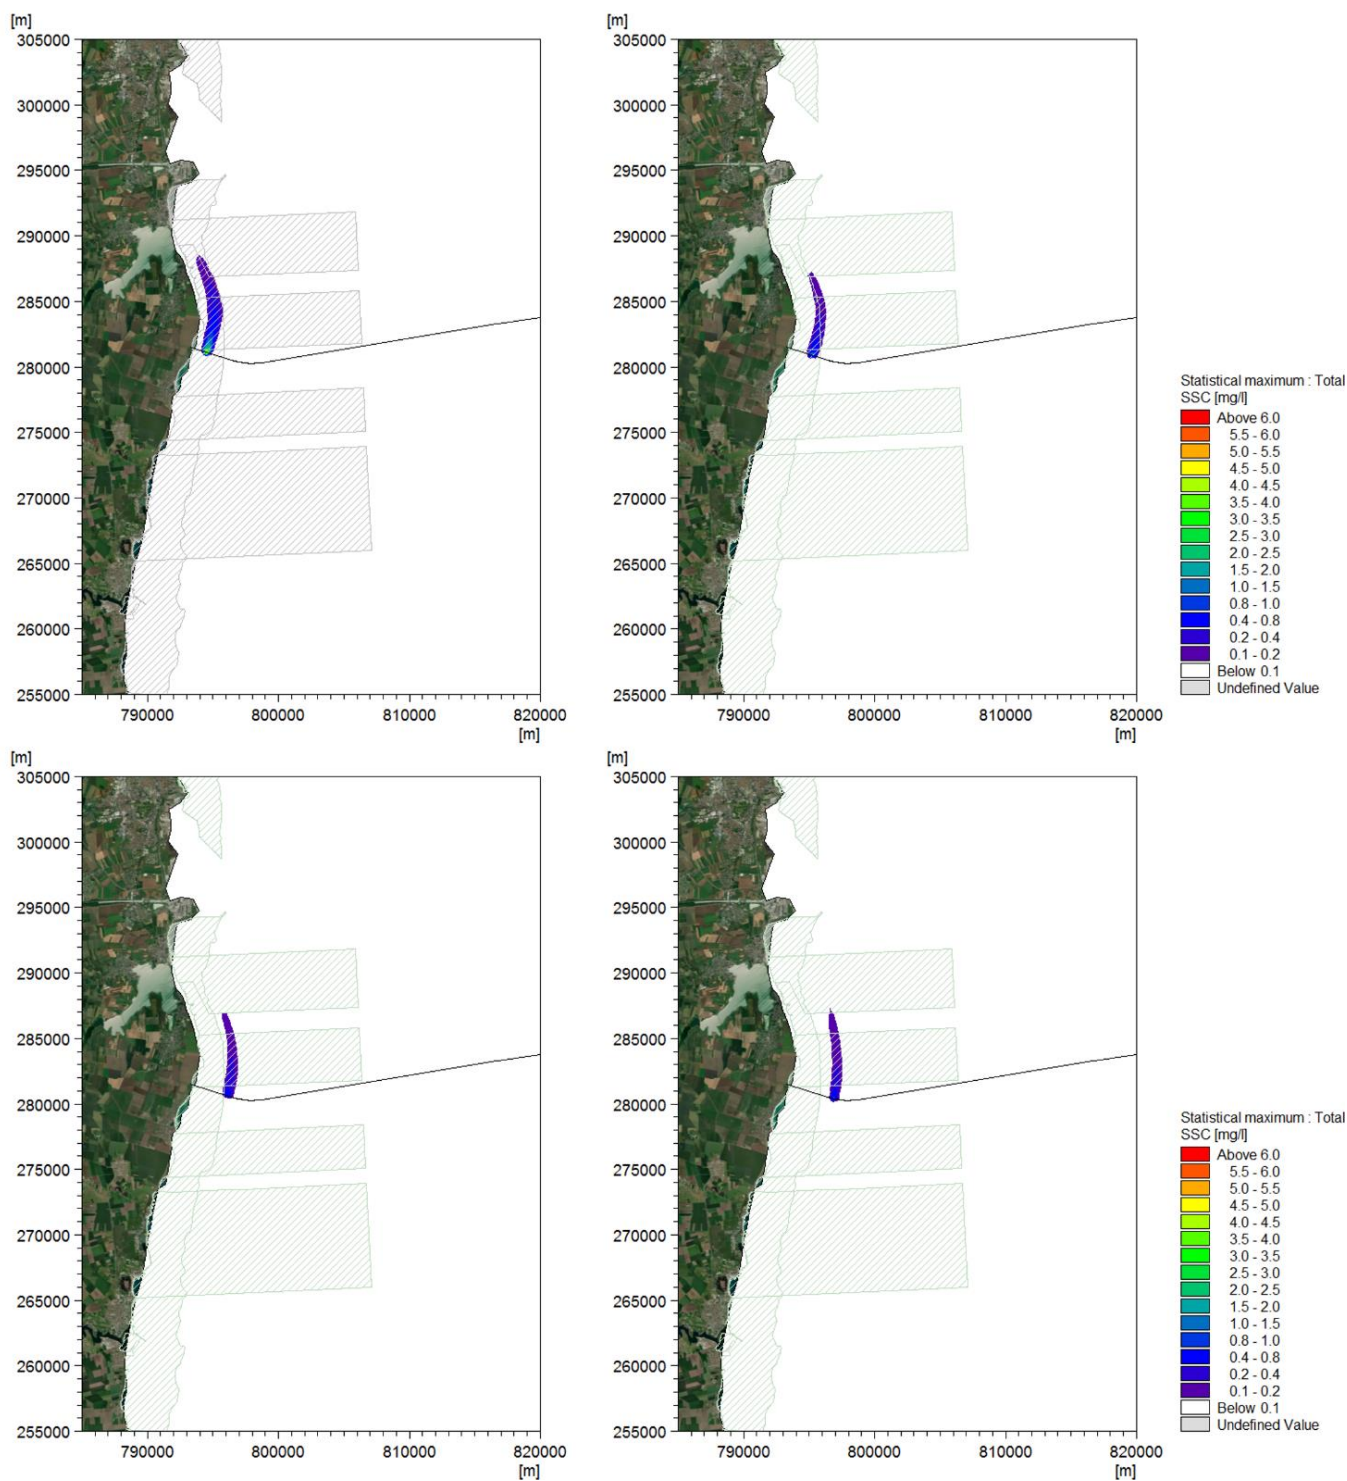 [m]
305000
300000
295000
290000
285000
280000
275000
270000
265000
260000
255000
790000 800000 810000 820000
[m]
[m]
305000
300000
295000
290000
285000
280000
275000
270000
265000
260000
255000
790000 800000 810000 820000
[m]
Statistical maximum : Total
SSC [mg/l]
Above 6.0
5.5 - 6.0
5.0 - 5.5
4.5 - 5.0
4.0 - 4.5
3.5 - 4.0
3.0 - 3.5
2.5 - 3.0
2.0 - 2.5
1.5 - 2.0
1.0 - 1.5
0.8 - 1.0
0.4 - 0.8
0.2 - 0.4
0.1 - 0.2
Below 0.1
Undefined Value
[m]
305000
300000
295000
290000
285000
280000
275000
270000
265000
260000
255000
790000 800000 810000 820000
[m]
[m]
305000
300000
295000
290000
285000
280000
275000
270000
265000
260000
255000
790000 800000 810000 820000
[m]
Statistical maximum : Total
SSC [mg/l]
Above 6.0
5.5 - 6.0
5.0 - 5.5
4.5 - 5.0
4.0 - 4.5
3.5 - 4.0
3.0 - 3.5
2.5 - 3.0
2.0 - 2.5
1.5 - 2.0
1.0 - 1.5
0.8 - 1.0
0.4 - 0.8
0.2 - 0.4
0.1 - 0.2
Below 0.1
Undefined Value